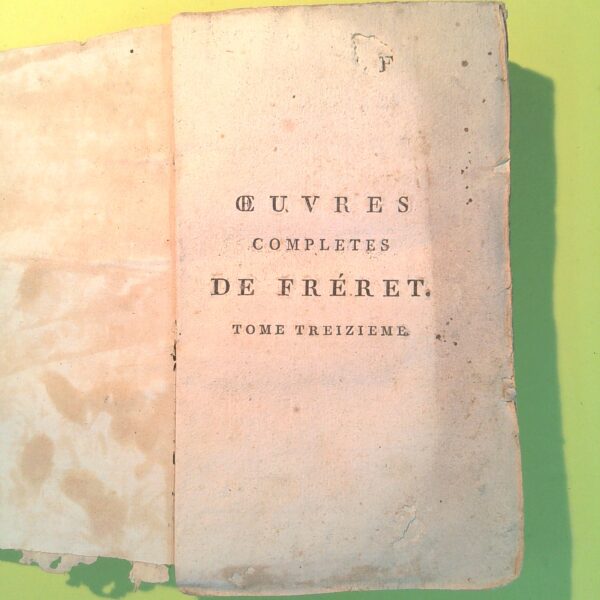 F
ŒUVRES
COMPLETES
DE FRÉRET.
TOME TREIZIEME.